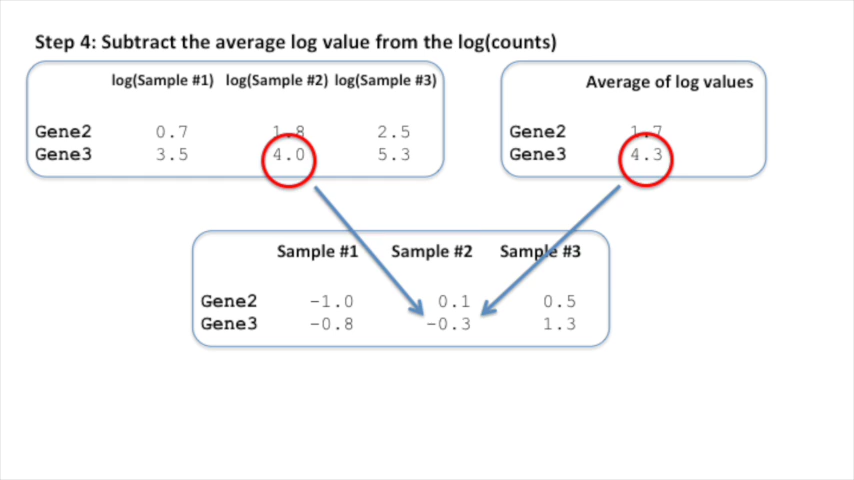 Step 4: Subtract the average log value from the log(counts)
log(Sample #1) log(Sample #2) log(Sample #3)
Gene2 0.7 1.8 2.5
Gene3 3.5 4.0 5.3
Average of log values
Gene2 1.7
Gene3 4.3
Sample #1 Sample #2 Sample #3
Gene2 -1.0 0.1 0.5
Gene3 -0.8 -0.3 1.3